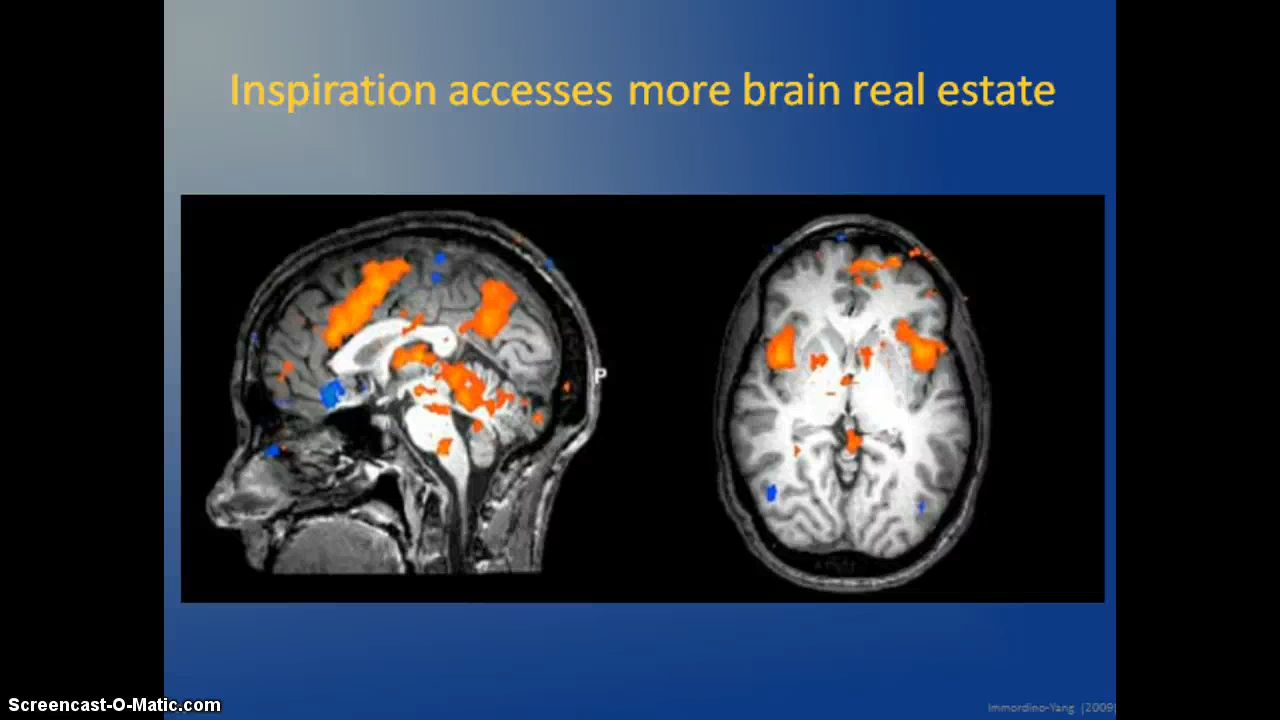 Inspiration accesses more brain real estate
P
Screencast-O-Matic.com
Immordino-Yang (2009)